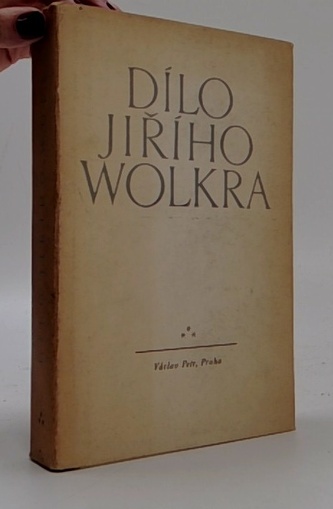 DÍLO
JIŘÍHO
WOLKRA
Václav Petr, Praha